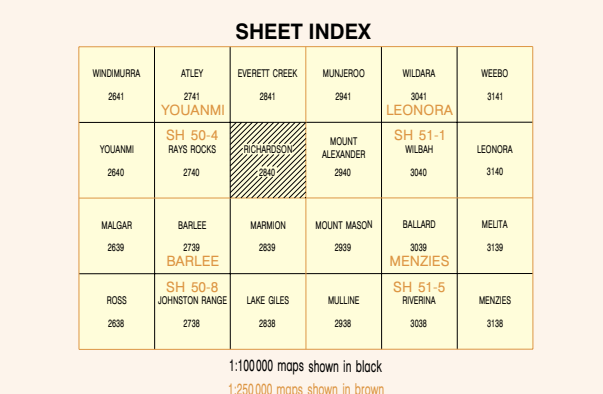 SHEET INDEX
WINDIMURRA ATLEY EVERETT CREEK MUNJEROO WILDARA WEEBO
2641 2741 2841 2941 3041 3141
YOUANMI LEONORA
SH 50-4 SH 51-1
YOUANMI RAYS ROCKS RICHARDSON MOUNT ALEXANDER WILBAH LEONORA
2640 2740 2840 2940 3040 3140
MALGAR BARLEE MARMION MOUNT MASON BALLARD MELITA
2639 2739 2839 2939 3039 3139
BARLEE MENZIES
SH 50-8 SH 51-5
ROSS JOHNSTON RANGE LAKE GILES MULLINE RIVERINA MENZIES
2638 2738 2838 2938 3038 3138
1:100 000 maps shown in black
1:250 000 maps shown in brown